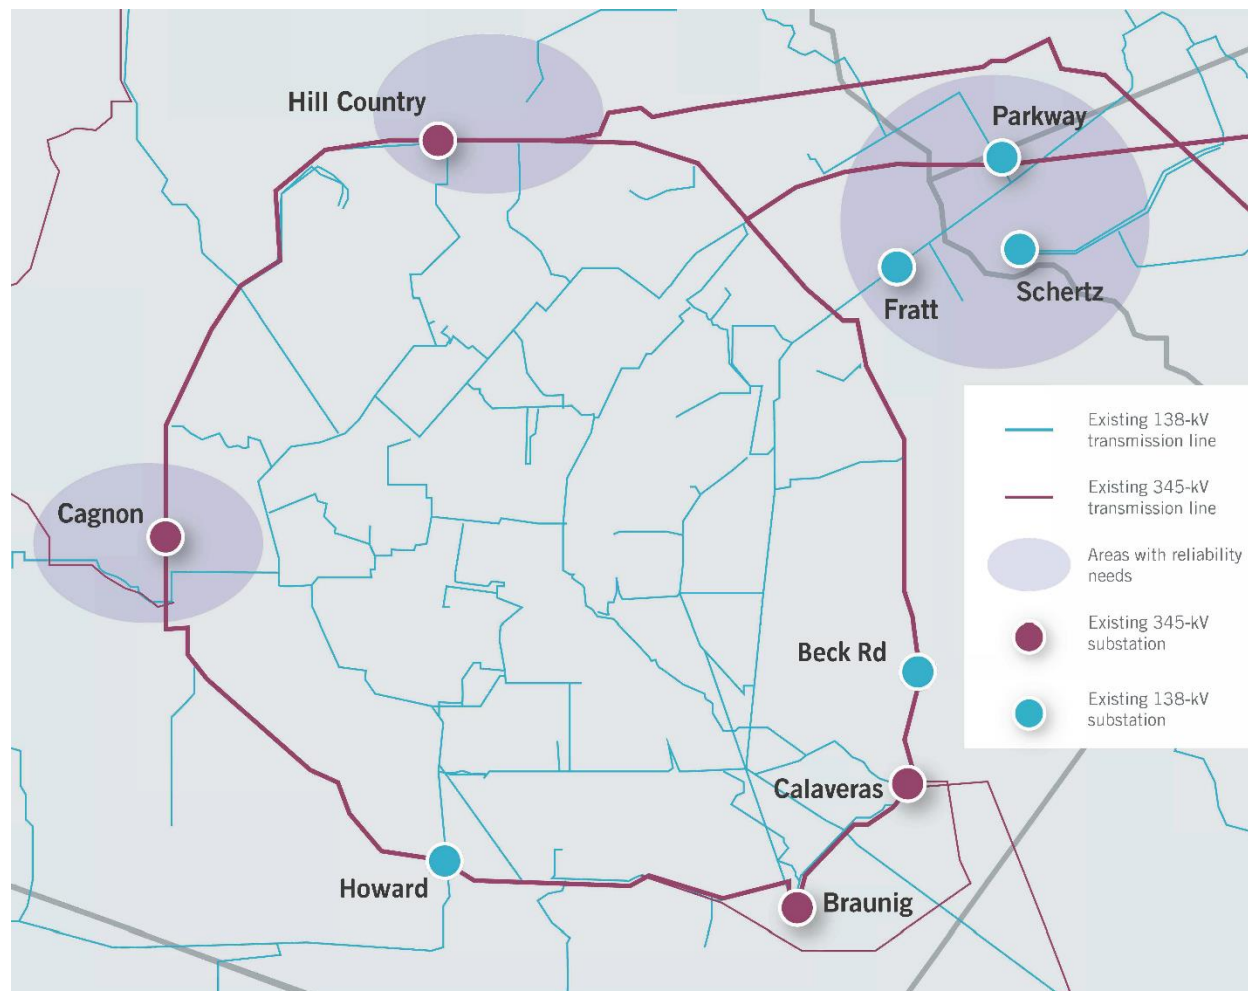 Hill Country
Parkway
Fratt
Schertz
Existing 138-kV
transmission line
Existing 345-kV
transmission line
Areas with reliability
needs
Existing 345-kV
substation
Existing 138-kV
substation
Cagnon
Beck Rd
Calaveras
Howard
Braunig